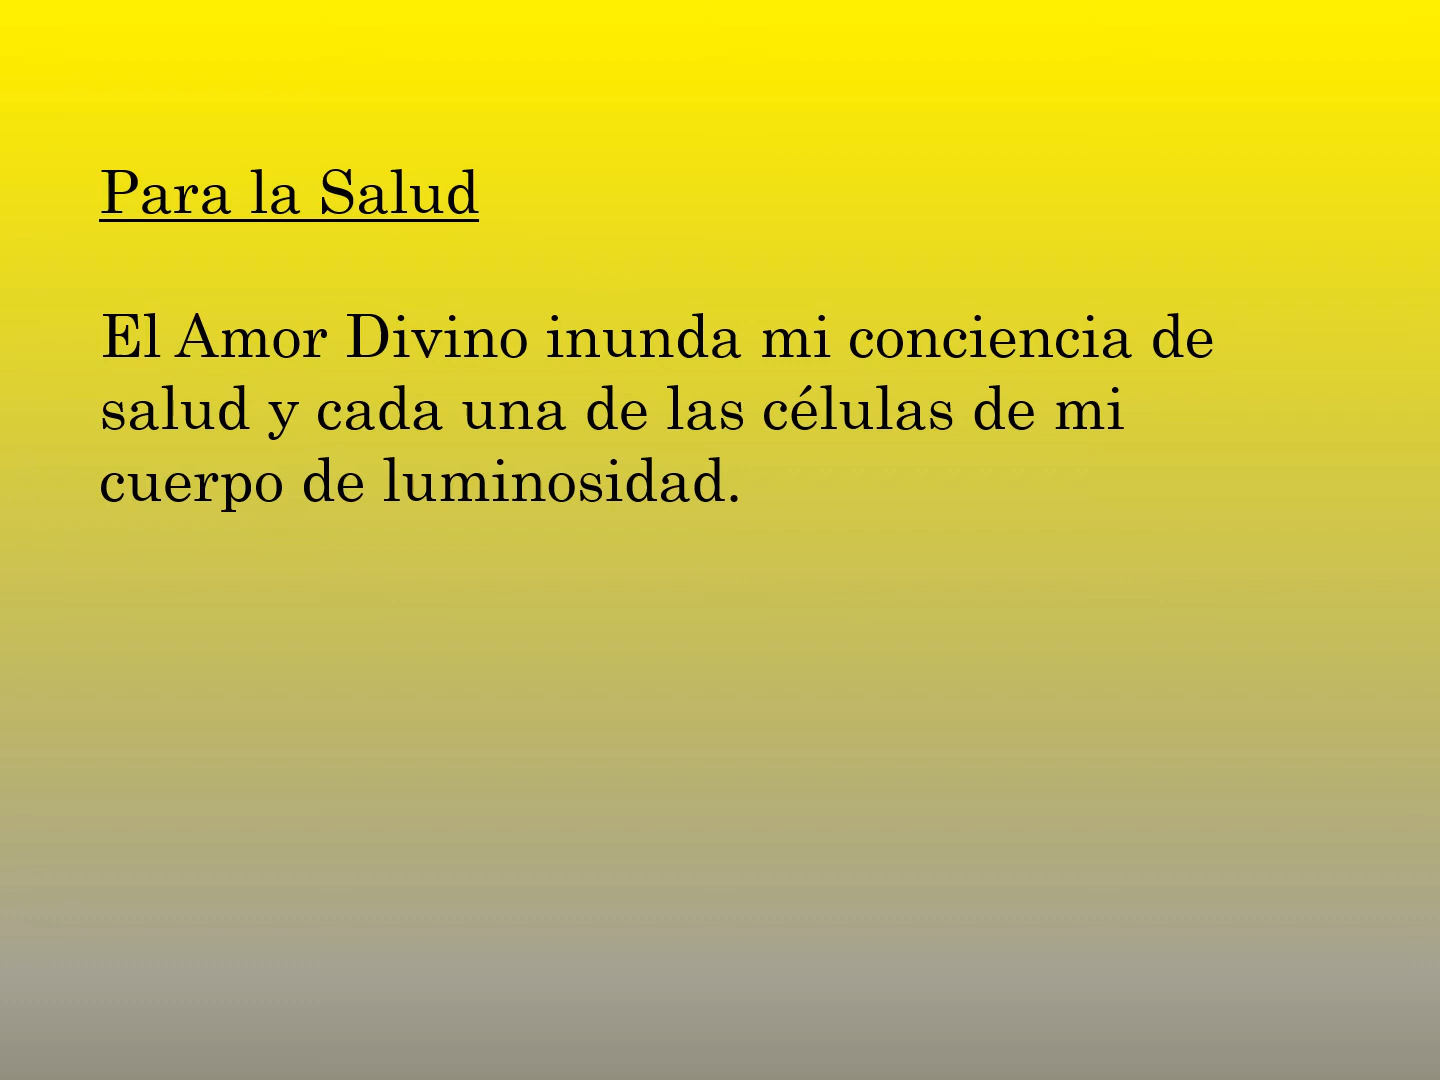 Para la Salud
El Amor Divino inunda mi conciencia de
salud y cada una de las células de mi
cuerpo de luminosidad.